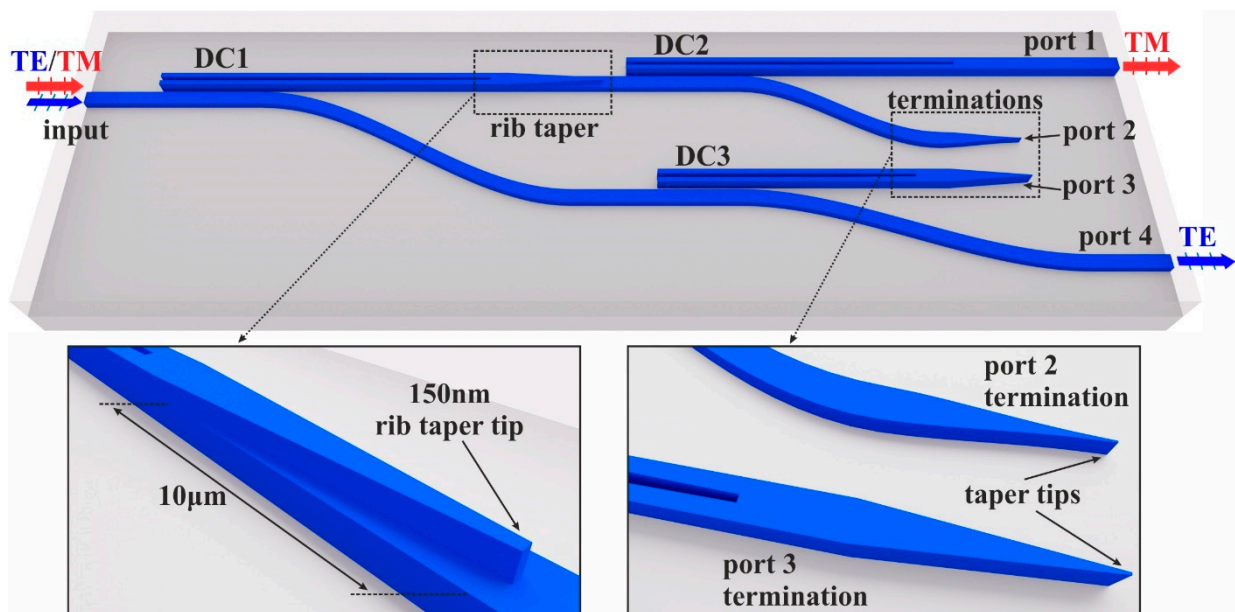 TE/TM
input
DC1
rib taper
DC2
port 1
TM
terminations
port 2
DC3
port 3
port 4
TE
150nm
rib taper tip
10μm
port 2
termination
taper tips
port 3
termination